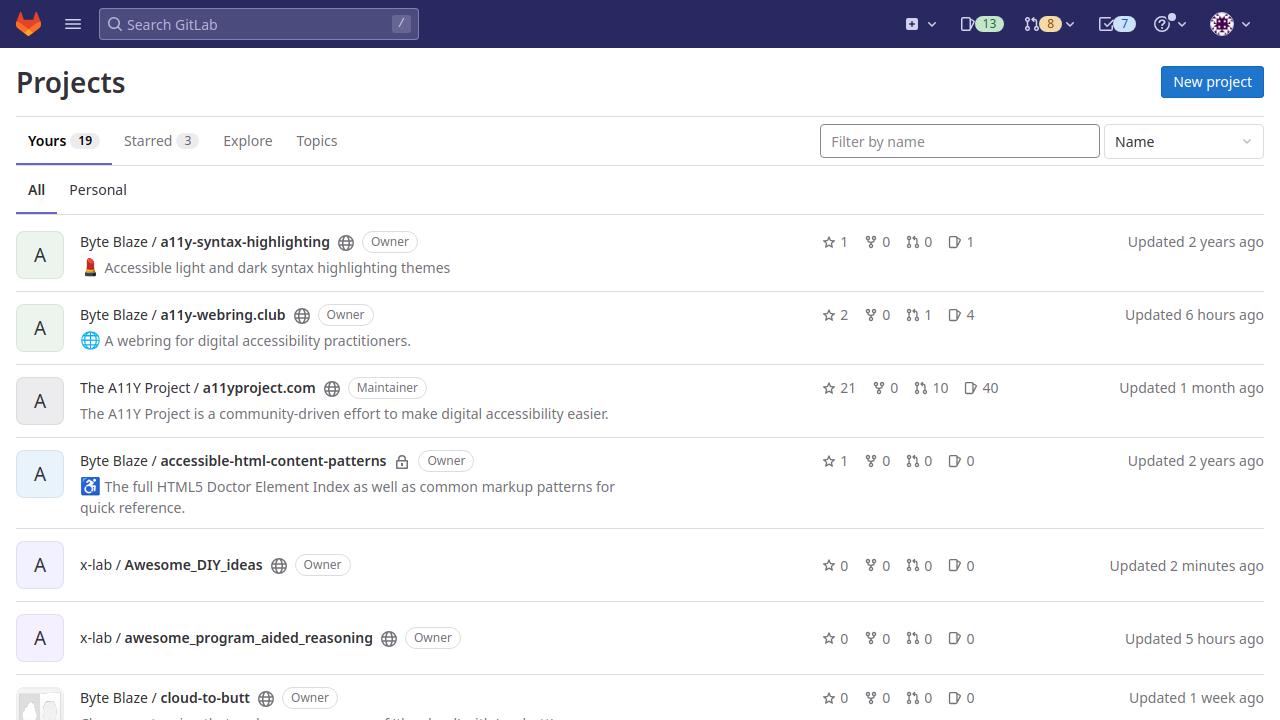 Search GitLab /
13
8
7
Projects
New project
Yours 19 Starred 3 Explore Topics
Filter by name
Name
All Personal
A Byte Blaze / a11y-syntax-highlighting Owner 1 0 0 1 Updated 2 years ago
💄 Accessible light and dark syntax highlighting themes
A Byte Blaze / a11y-webring.club Owner 2 0 1 4 Updated 6 hours ago
🌐 A webring for digital accessibility practitioners.
A The A11Y Project / a11yproject.com Maintainer 21 0 10 40 Updated 1 month ago
The A11Y Project is a community-driven effort to make digital accessibility easier.
A Byte Blaze / accessible-html-content-patterns Owner 1 0 0 0 Updated 2 years ago
♿ The full HTML5 Doctor Element Index as well as common markup patterns for
quick reference.
A x-lab / Awesome_DIY_ideas Owner 0 0 0 0 Updated 2 minutes ago
A x-lab / awesome_program_aided_reasoning Owner 0 0 0 0 Updated 5 hours ago
Byte Blaze / cloud-to-butt Owner 0 0 0 0 Updated 1 week ago